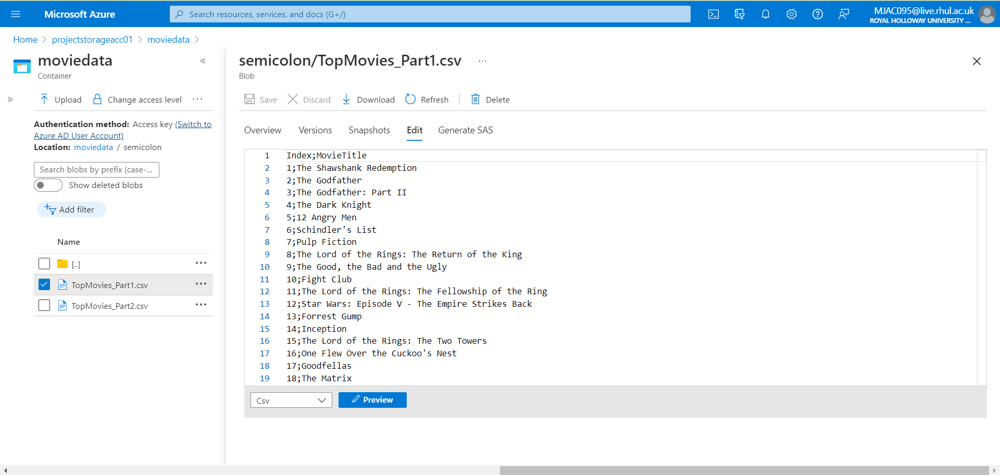 Microsoft Azure
Search resources, services, and docs (G+/)
MJAC095@live.rhul.ac.uk
ROYAL HOLLOWAY UNIVERSITY ...
Home > projectstorageacc01 > moviedata >
moviedata
Container
Upload Change access level ...
Authentication method: Access key (Switch to
Azure AD User Account)
Location: moviedata / semicolon
Search blobs by prefix (case-...
Show deleted blobs
Add filter
Name
[..]
TopMovies_Part1.csv
TopMovies_Part2.csv
semicolon/TopMovies_Part1.csv ...
Blob
Save Discard Download Refresh Delete
Overview Versions Snapshots Edit Generate SAS
1 Index;MovieTitle
2 1;The Shawshank Redemption
3 2;The Godfather
4 3;The Godfather: Part II
5 4;The Dark Knight
6 5;12 Angry Men
7 6;Schindler's List
8 7;Pulp Fiction
9 8;The Lord of the Rings: The Return of the King
10 9;The Good, the Bad and the Ugly
11 10;Fight Club
12 11;The Lord of the Rings: The Fellowship of the Ring
13 12;Star Wars: Episode V - The Empire Strikes Back
14 13;Forrest Gump
15 14;Inception
16 15;The Lord of the Rings: The Two Towers
17 16;One Flew Over the Cuckoo's Nest
18 17;Goodfellas
19 18;The Matrix
Csv
Preview